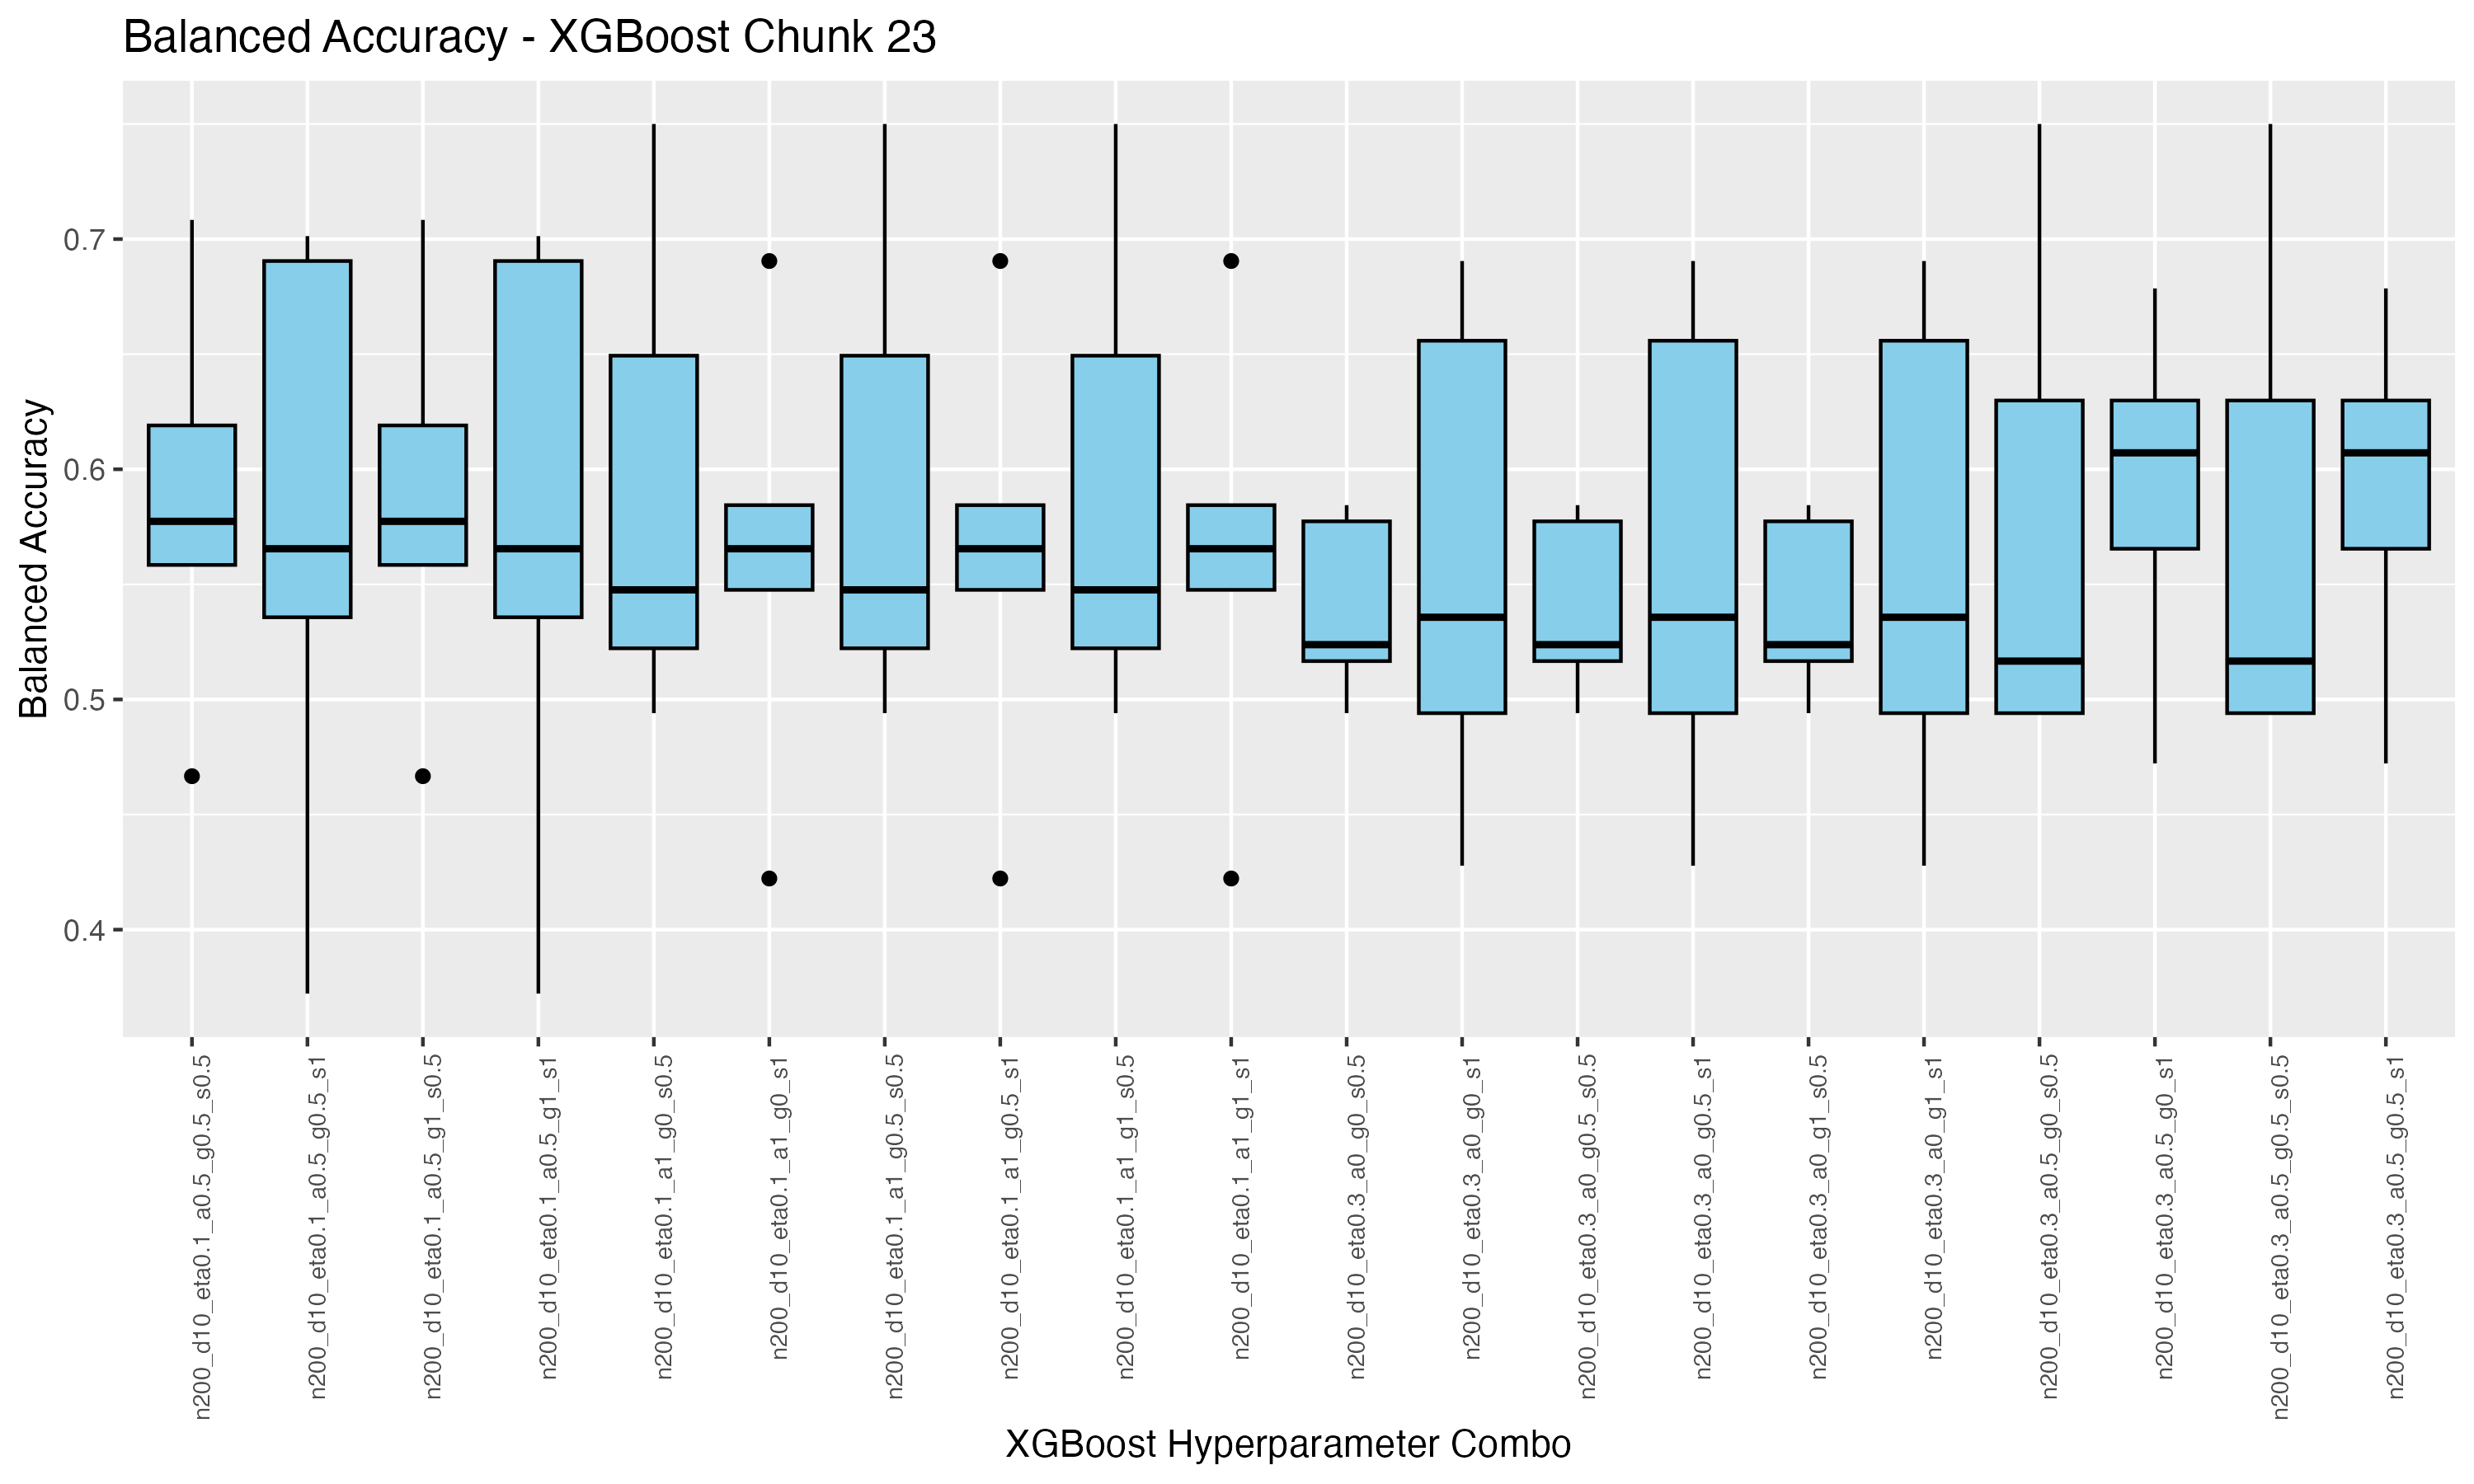 Balanced Accuracy - XGBoost Chunk 23
Balanced Accuracy
0.7
0.6
0.5
0.4
n200_d10_eta0.1_a0.5_g0.5_s0.5
n200_d10_eta0.1_a0.5_g0.5_s1
n200_d10_eta0.1_a0.5_g1_s0.5
n200_d10_eta0.1_a0.5_g1_s1
n200_d10_eta0.1_a1_g0_s0.5
n200_d10_eta0.1_a1_g0_s1
n200_d10_eta0.1_a1_g0.5_s0.5
n200_d10_eta0.1_a1_g0.5_s1
n200_d10_eta0.1_a1_g1_s0.5
n200_d10_eta0.1_a1_g1_s1
n200_d10_eta0.3_a0_g0_s0.5
n200_d10_eta0.3_a0_g0_s1
n200_d10_eta0.3_a0_g0.5_s0.5
n200_d10_eta0.3_a0_g0.5_s1
n200_d10_eta0.3_a0_g1_s0.5
n200_d10_eta0.3_a0_g1_s1
n200_d10_eta0.3_a0.5_g0_s0.5
n200_d10_eta0.3_a0.5_g0_s1
n200_d10_eta0.3_a0.5_g0.5_s0.5
n200_d10_eta0.3_a0.5_g0.5_s1
XGBoost Hyperparameter Combo